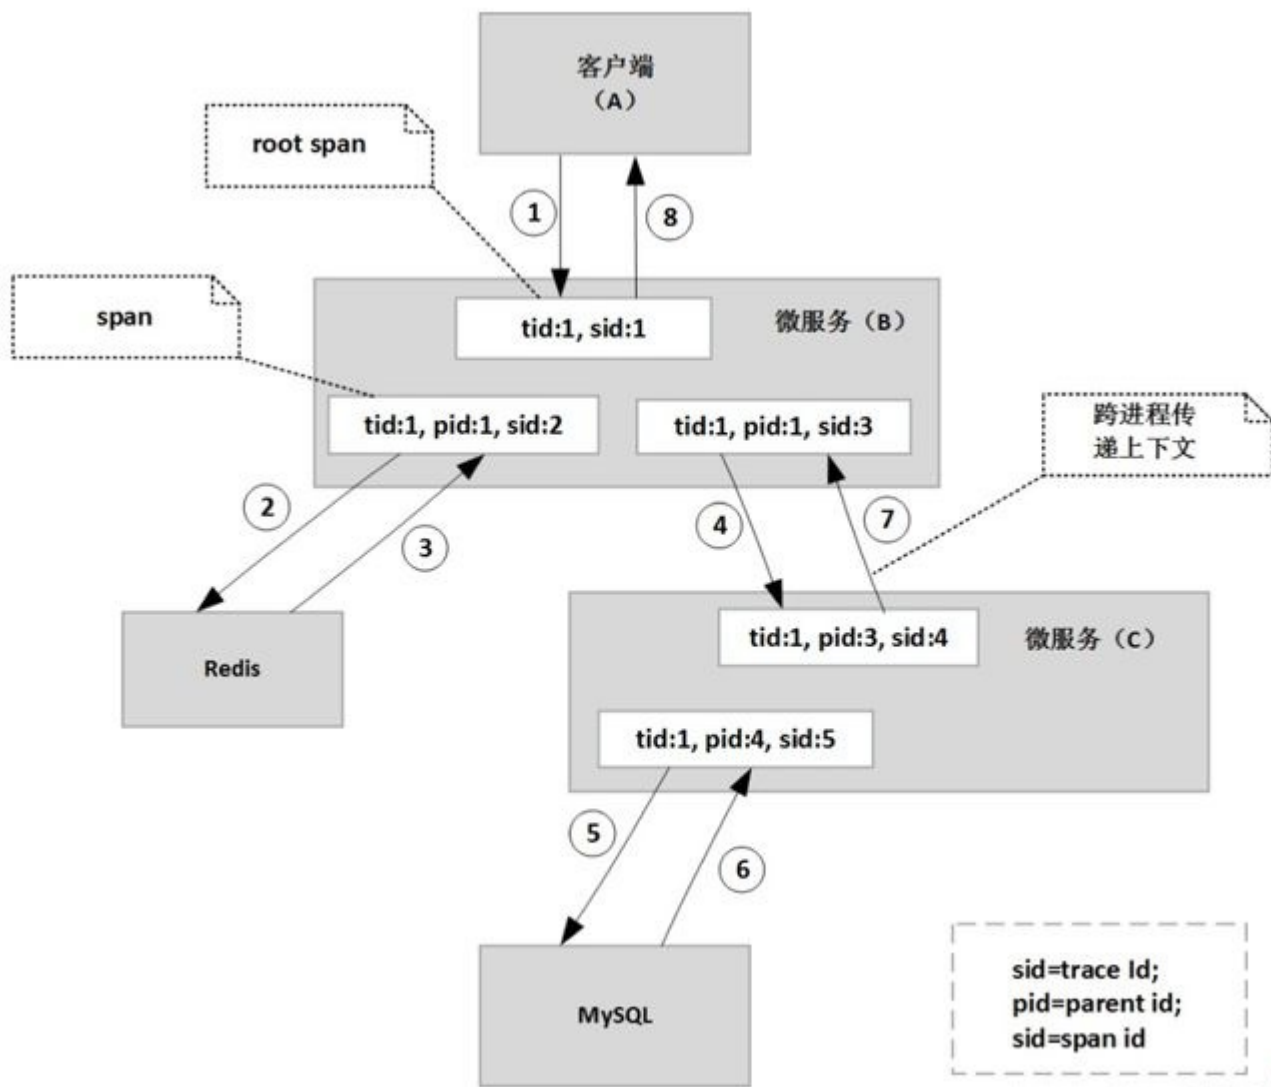 客户端
（A）
root span
1
8
span
tid:1, sid:1
微服务（B）
tid:1, pid:1, sid:2
tid:1, pid:1, sid:3
跨进程传
递上下文
2
3
4
7
Redis
tid:1, pid:3, sid:4
微服务（C）
tid:1, pid:4, sid:5
5
6
MySQL
sid=trace Id;
pid=parent id;
sid=span id